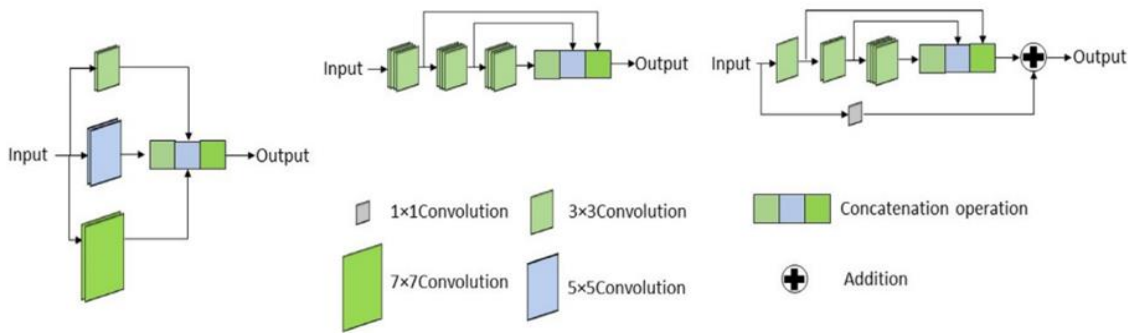 Input
Output
Input
Output
Input
Output
1×1Convolution
3×3Convolution
Concatenation operation
7×7Convolution
5×5Convolution
Addition